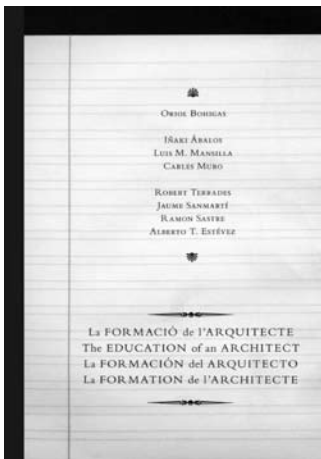 ORIOL BOHIGAS
IÑAKI ÁBALOS
LUIS M. MANSILLA
CARLES MURO
ROBERT TERRADES
JAUME SANMARTÍ
RAMON SASTRE
ALBERTO T. ESTÉVEZ
La FORMACIÓ de l'ARQUITECTE
The EDUCATION of an ARCHITECT
La FORMACIÓN del ARQUITECTO
La FORMATION de l'ARCHITECTE